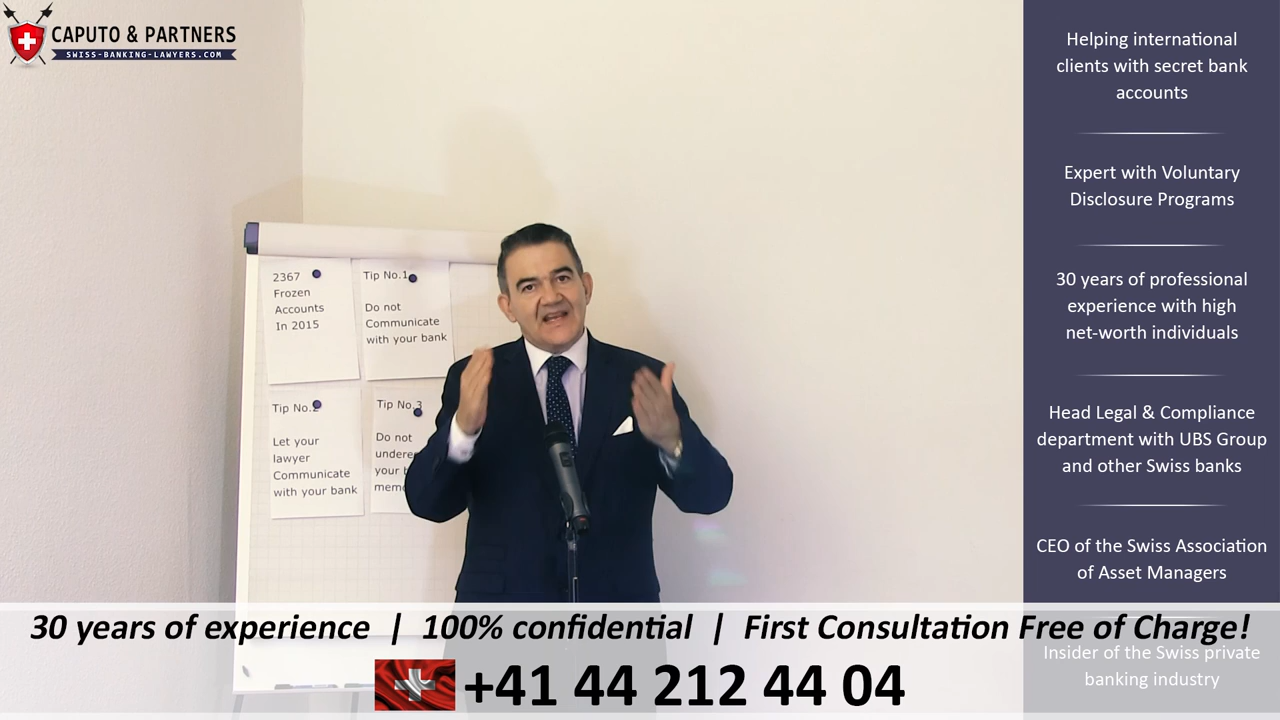 CAPUTO & PARTNERS
SWISS-BANKING-LAWYERS.COM
2367
Frozen
Accounts
In 2015
Tip No.1
Do not
Communicate
with your bank
Tip No.2
Let your
lawyer
Communicate
with your bank
Tip No.3
Do not
your
Helping international
clients with secret bank
accounts
Expert with Voluntary
Disclosure Programs
30 years of professional
experience with high
net-worth individuals
Head Legal & Compliance
department with UBS Group
and other Swiss banks
CEO of the Swiss Association
of Asset Managers
Insider of the Swiss private
banking industry
30 years of experience | 100% confidential | First Consultation Free of Charge!
+41 44 212 44 04